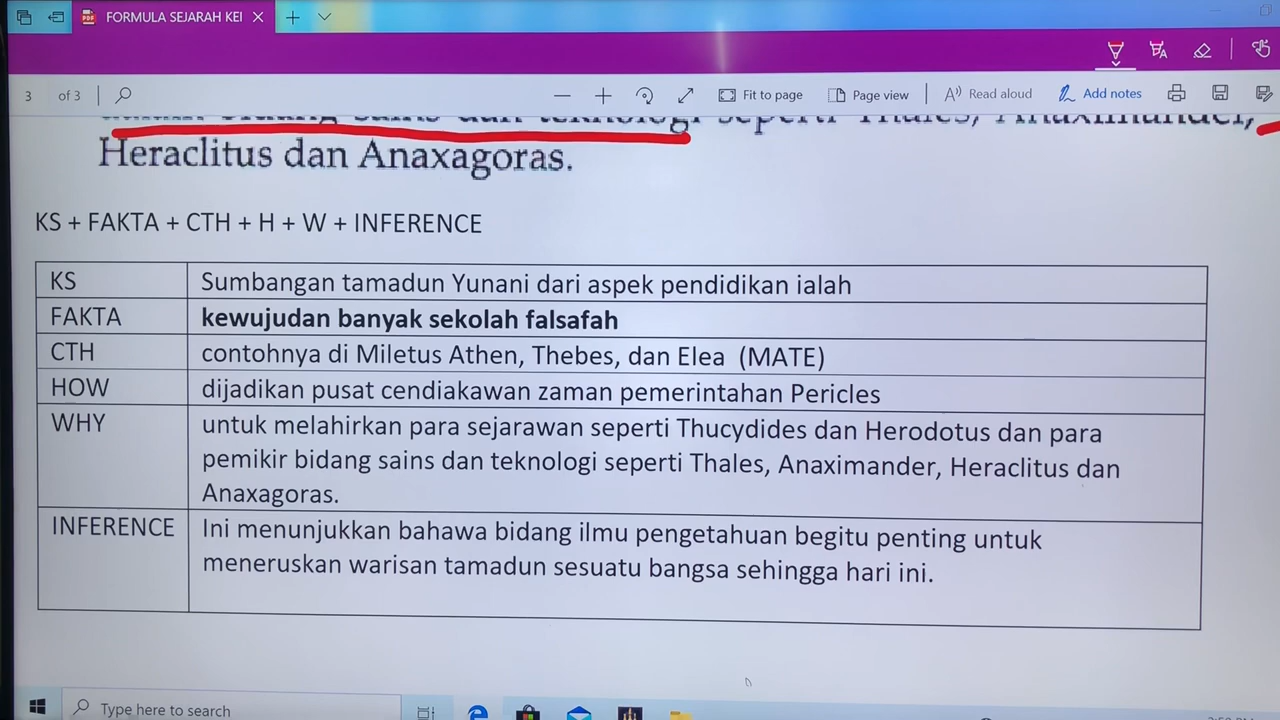 FORMULA SEJARAH KEI
3 of 3 Fit to page Page view Read aloud Add notes
teknologi seperti Thales, Anaximander,
Heraclitus dan Anaxagoras.
KS + FAKTA + CTH + H + W + INFERENCE
KS Sumbangan tamadun Yunani dari aspek pendidikan ialah
FAKTA kewujudan banyak sekolah falsafah
CTH contohnya di Miletus Athen, Thebes, dan Elea (MATE)
HOW dijadikan pusat cendiakawan zaman pemerintahan Pericles
WHY untuk melahirkan para sejarawan seperti Thucydides dan Herodotus dan para
pemikir bidang sains dan teknologi seperti Thales, Anaximander, Heraclitus dan
Anaxagoras.
INFERENCE Ini menunjukkan bahawa bidang ilmu pengetahuan begitu penting untuk
meneruskan warisan tamadun sesuatu bangsa sehingga hari ini.
Type here to search